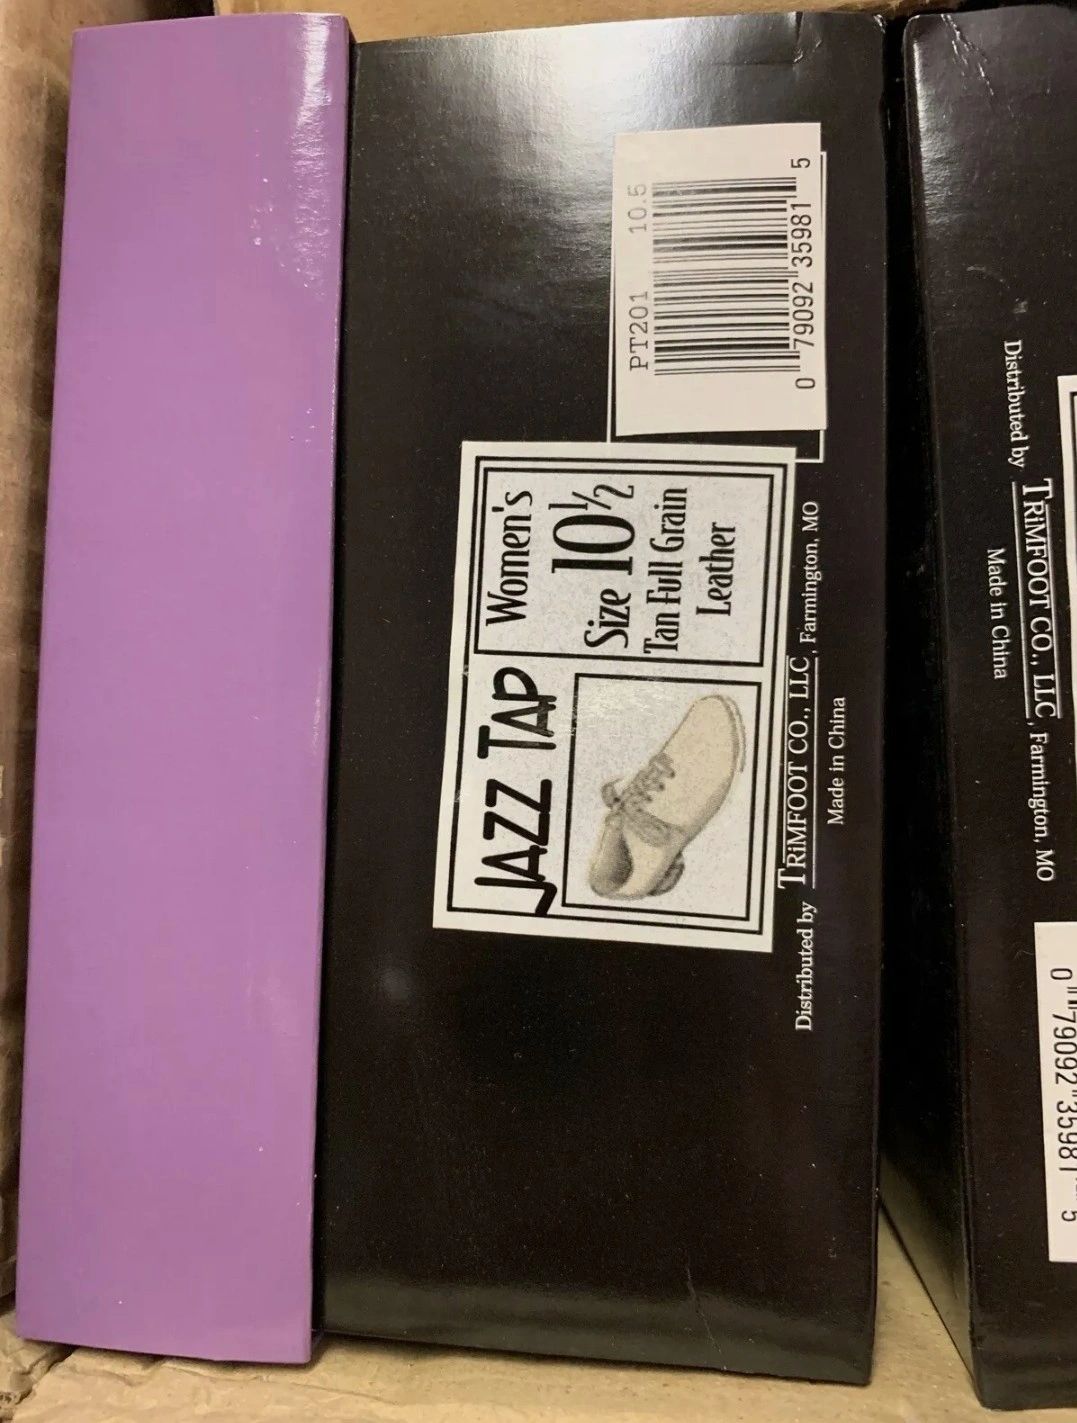 PT201 10.5
0 79092 35981 5
JAZZ TAP
Women's
Size 10½
Tan Full Grain
Leather
Distributed by TRiMFOOT CO., LLC, Farmington, MO
Made in China
Distributed by TRiMFOOT CO., LLC, Farmington, MO
Made in China
0 79092 35981 5